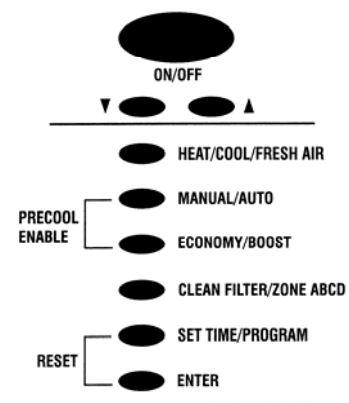 ON/OFF
▼ ▲
HEAT/COOL/FRESH AIR
MANUAL/AUTO
PRECOOL
ENABLE
ECONOMY/BOOST
CLEAN FILTER/ZONE ABCD
SET TIME/PROGRAM
RESET
ENTER